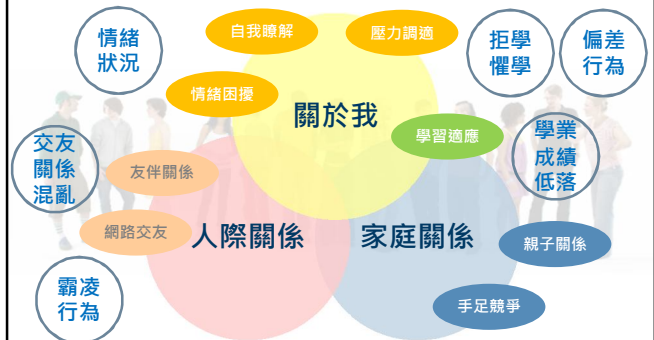 情緒
狀況
自我瞭解
壓力調適
拒學
懼學
偏差
行為
情緒困擾
關於我
學習適應
交友
關係
混亂
友伴關係
學業
成績
低落
網路交友
人際關係
家庭關係
親子關係
霸凌
行為
手足競爭